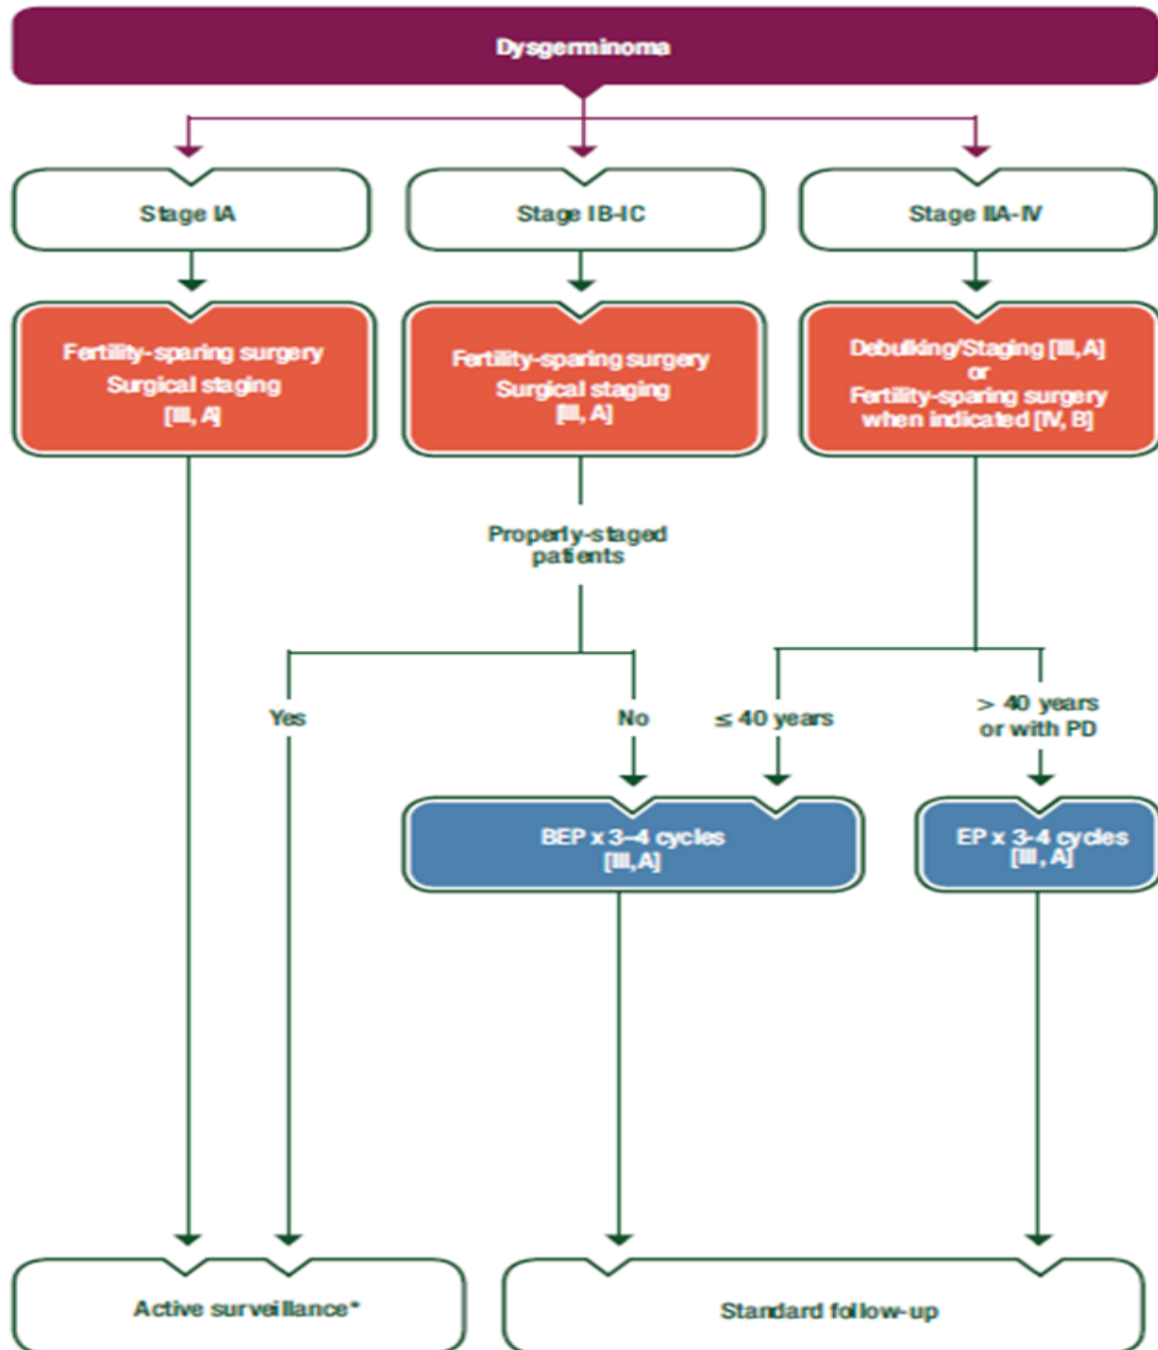 Dysgerminoma
Stage IA
Stage IB-IC
Stage IIA-IV
Fertility-sparing surgery
Surgical staging
[III, A]
Fertility-sparing surgery
Surgical staging
[III, A]
Debulking/Staging [III, A]
or
Fertility-sparing surgery
when indicated [IV, B]
Properly-staged
patients
Yes
No
≤ 40 years
> 40 years
or with PD
BEP x 3–4 cycles
[III, A]
EP x 3-4 cycles
[III, A]
Active surveillance*
Standard follow-up